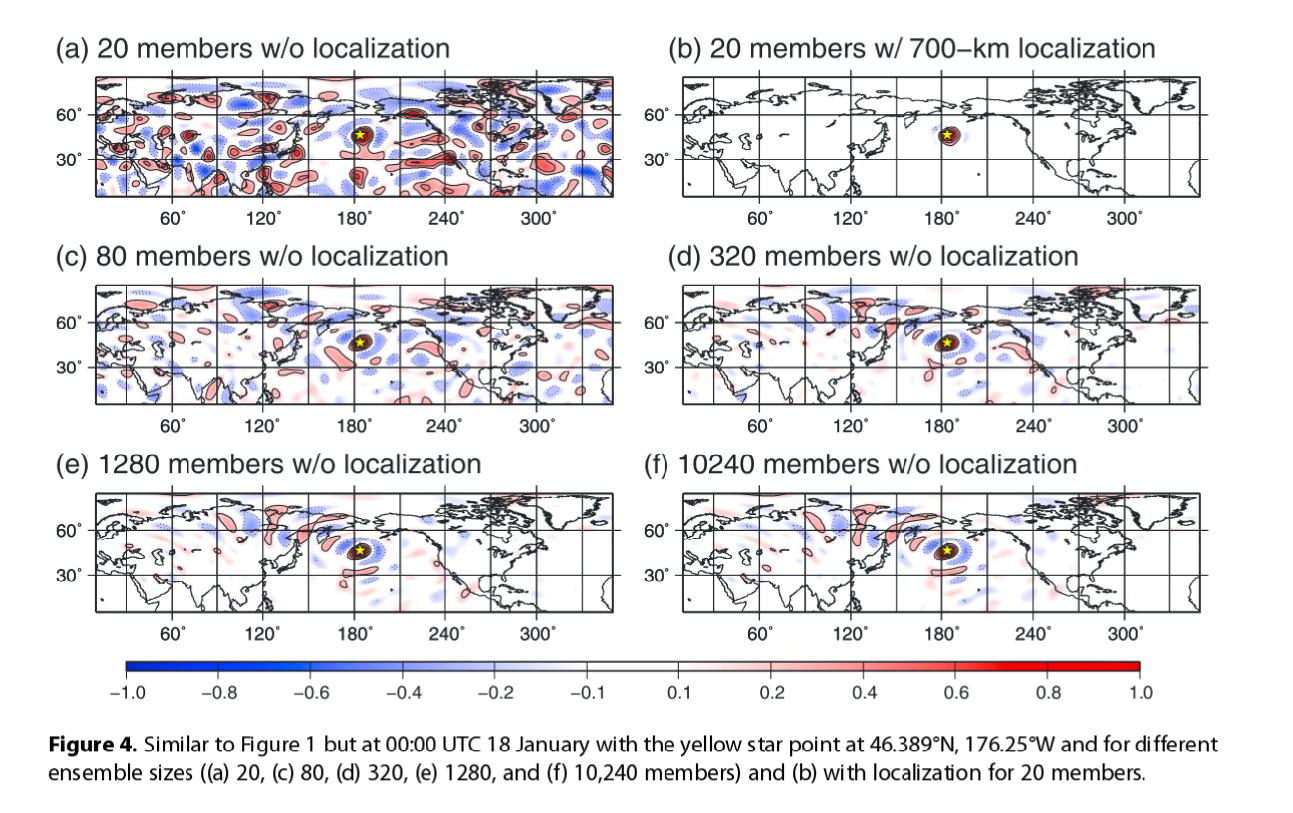 (a) 20 members w/o localization
(b) 20 members w/ 700−km localization
60˚
30˚
60˚ 120˚ 180˚ 240˚ 300˚
60˚
30˚
60˚ 120˚ 180˚ 240˚ 300˚
(c) 80 members w/o localization
(d) 320 members w/o localization
60˚
30˚
60˚ 120˚ 180˚ 240˚ 300˚
60˚
30˚
60˚ 120˚ 180˚ 240˚ 300˚
(e) 1280 members w/o localization
(f) 10240 members w/o localization
60˚
30˚
60˚ 120˚ 180˚ 240˚ 300˚
60˚
30˚
60˚ 120˚ 180˚ 240˚ 300˚
−1.0 −0.8 −0.6 −0.4 −0.2 −0.1 0.1 0.2 0.4 0.6 0.8 1.0
Figure 4. Similar to Figure 1 but at 00:00 UTC 18 January with the yellow star point at 46.389°N, 176.25°W and for different
ensemble sizes ((a) 20, (c) 80, (d) 320, (e) 1280, and (f) 10,240 members) and (b) with localization for 20 members.